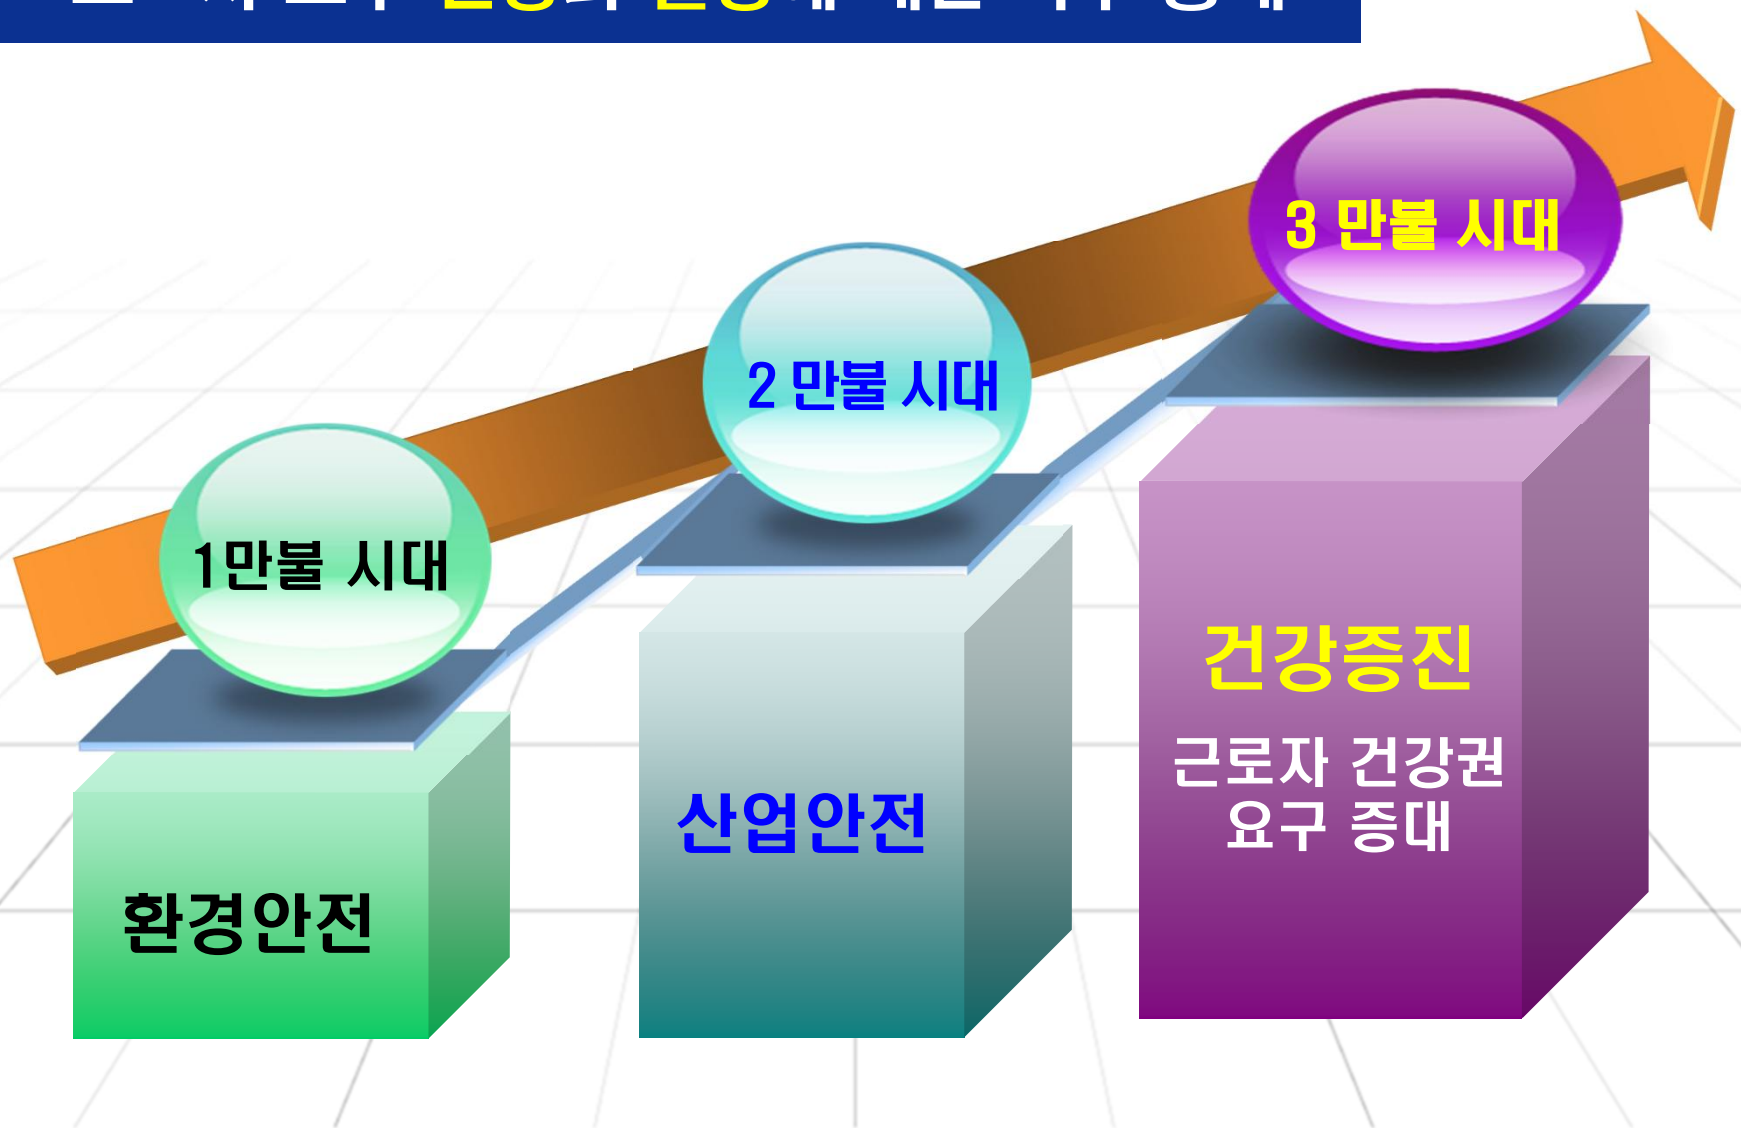 3 만불 시대
2 만불 시대
1만불 시대
건강증진
근로자 건강권
요구 증대
산업안전
환경안전